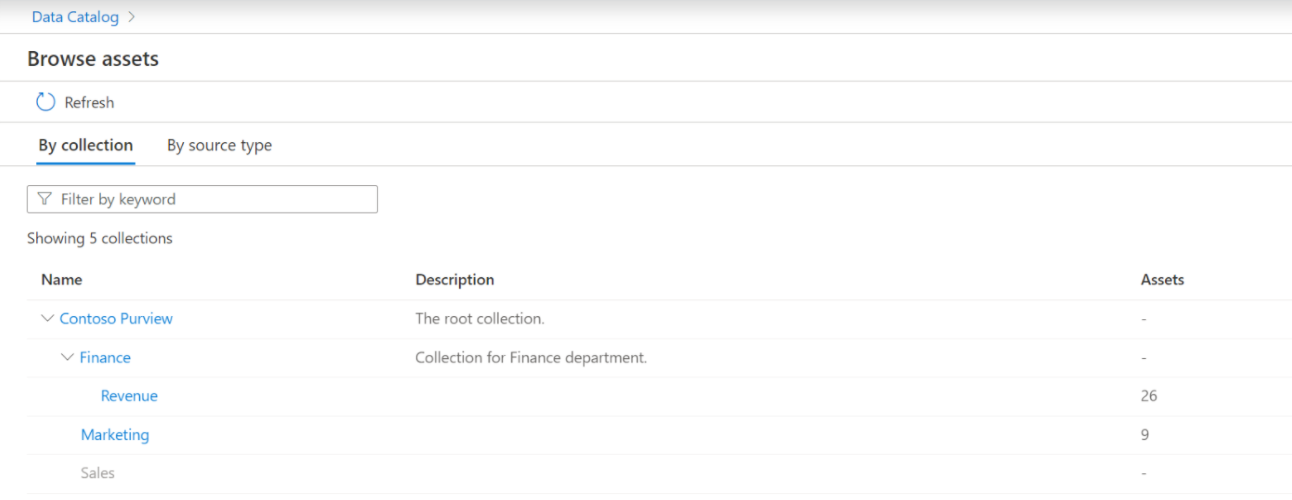 Data Catalog >
Browse assets
Refresh
By collection By source type
Filter by keyword
Showing 5 collections
Name Description Assets
Contoso Purview The root collection. -
Finance Collection for Finance department. -
Revenue 26
Marketing 9
Sales -